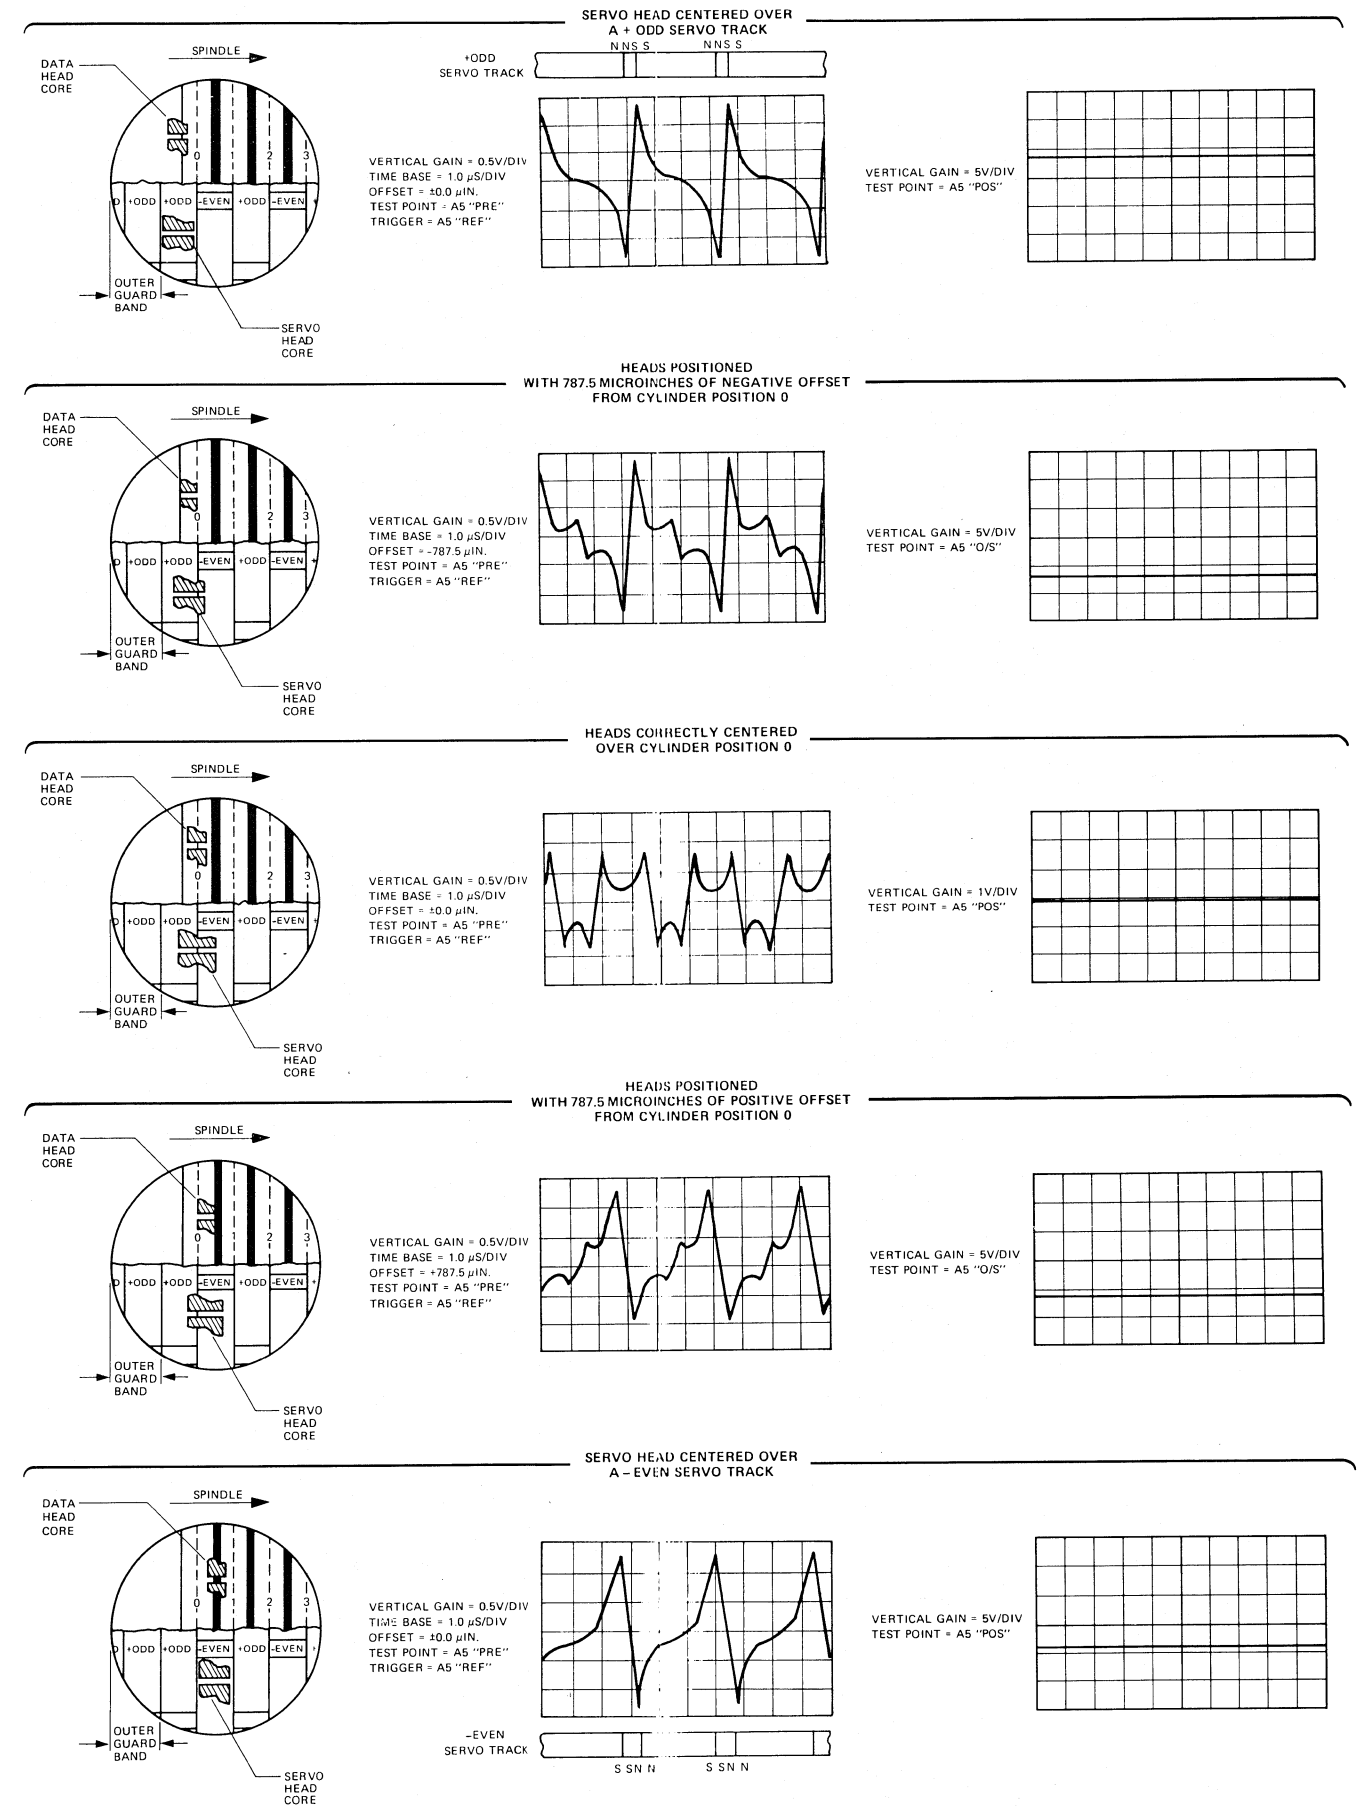 SERVO HEAD CENTERED OVER
A + ODD SERVO TRACK
SPINDLE
DATA
HEAD
CORE
0 1 2 3
D +ODD +ODD -EVEN +ODD -EVEN +
OUTER
GUARD
BAND
SERVO
HEAD
CORE
VERTICAL GAIN = 0.5V/DIV
TIME BASE = 1.0 µS/DIV
OFFSET = ±0.0 µIN.
TEST POINT = A5 "PRE"
TRIGGER = A5 "REF"
N NS S N NS S
+ODD
SERVO TRACK
VERTICAL GAIN = 5V/DIV
TEST POINT = A5 "POS"
HEADS POSITIONED
WITH 787.5 MICROINCHES OF NEGATIVE OFFSET
FROM CYLINDER POSITION 0
SPINDLE
DATA
HEAD
CORE
0 1 2 3
D +ODD +ODD -EVEN +ODD -EVEN +
OUTER
GUARD
BAND
SERVO
HEAD
CORE
VERTICAL GAIN = 0.5V/DIV
TIME BASE = 1.0 µS/DIV
OFFSET = -787.5 µIN.
TEST POINT = A5 "PRE"
TRIGGER = A5 "REF"
VERTICAL GAIN = 5V/DIV
TEST POINT = A5 "O/S"
HEADS CORRECTLY CENTERED
OVER CYLINDER POSITION 0
SPINDLE
DATA
HEAD
CORE
0 1 2 3
D +ODD +ODD -EVEN +ODD -EVEN +
OUTER
GUARD
BAND
SERVO
HEAD
CORE
VERTICAL GAIN = 0.5V/DIV
TIME BASE = 1.0 µS/DIV
OFFSET = ±0.0 µIN.
TEST POINT = A5 "PRE"
TRIGGER = A5 "REF"
VERTICAL GAIN = 1V/DIV
TEST POINT = A5 "POS"
HEADS POSITIONED
WITH 787.5 MICROINCHES OF POSITIVE OFFSET
FROM CYLINDER POSITION 0
SPINDLE
DATA
HEAD
CORE
0 1 2 3
D +ODD +ODD -EVEN +ODD -EVEN +
OUTER
GUARD
BAND
SERVO
HEAD
CORE
VERTICAL GAIN = 0.5V/DIV
TIME BASE = 1.0 µS/DIV
OFFSET = +787.5 µIN.
TEST POINT = A5 "PRE"
TRIGGER = A5 "REF"
VERTICAL GAIN = 5V/DIV
TEST POINT = A5 "O/S"
SERVO HEAD CENTERED OVER
A - EVEN SERVO TRACK
SPINDLE
DATA
HEAD
CORE
0 1 2 3
D +ODD +ODD -EVEN +ODD -EVEN +
OUTER
GUARD
BAND
SERVO
HEAD
CORE
VERTICAL GAIN = 0.5V/DIV
TIME BASE = 1.0 µS/DIV
OFFSET = ±0.0 µIN.
TEST POINT = A5 "PRE"
TRIGGER = A5 "REF"
-EVEN
SERVO TRACK
S SN N S SN N
VERTICAL GAIN = 5V/DIV
TEST POINT = A5 "POS"